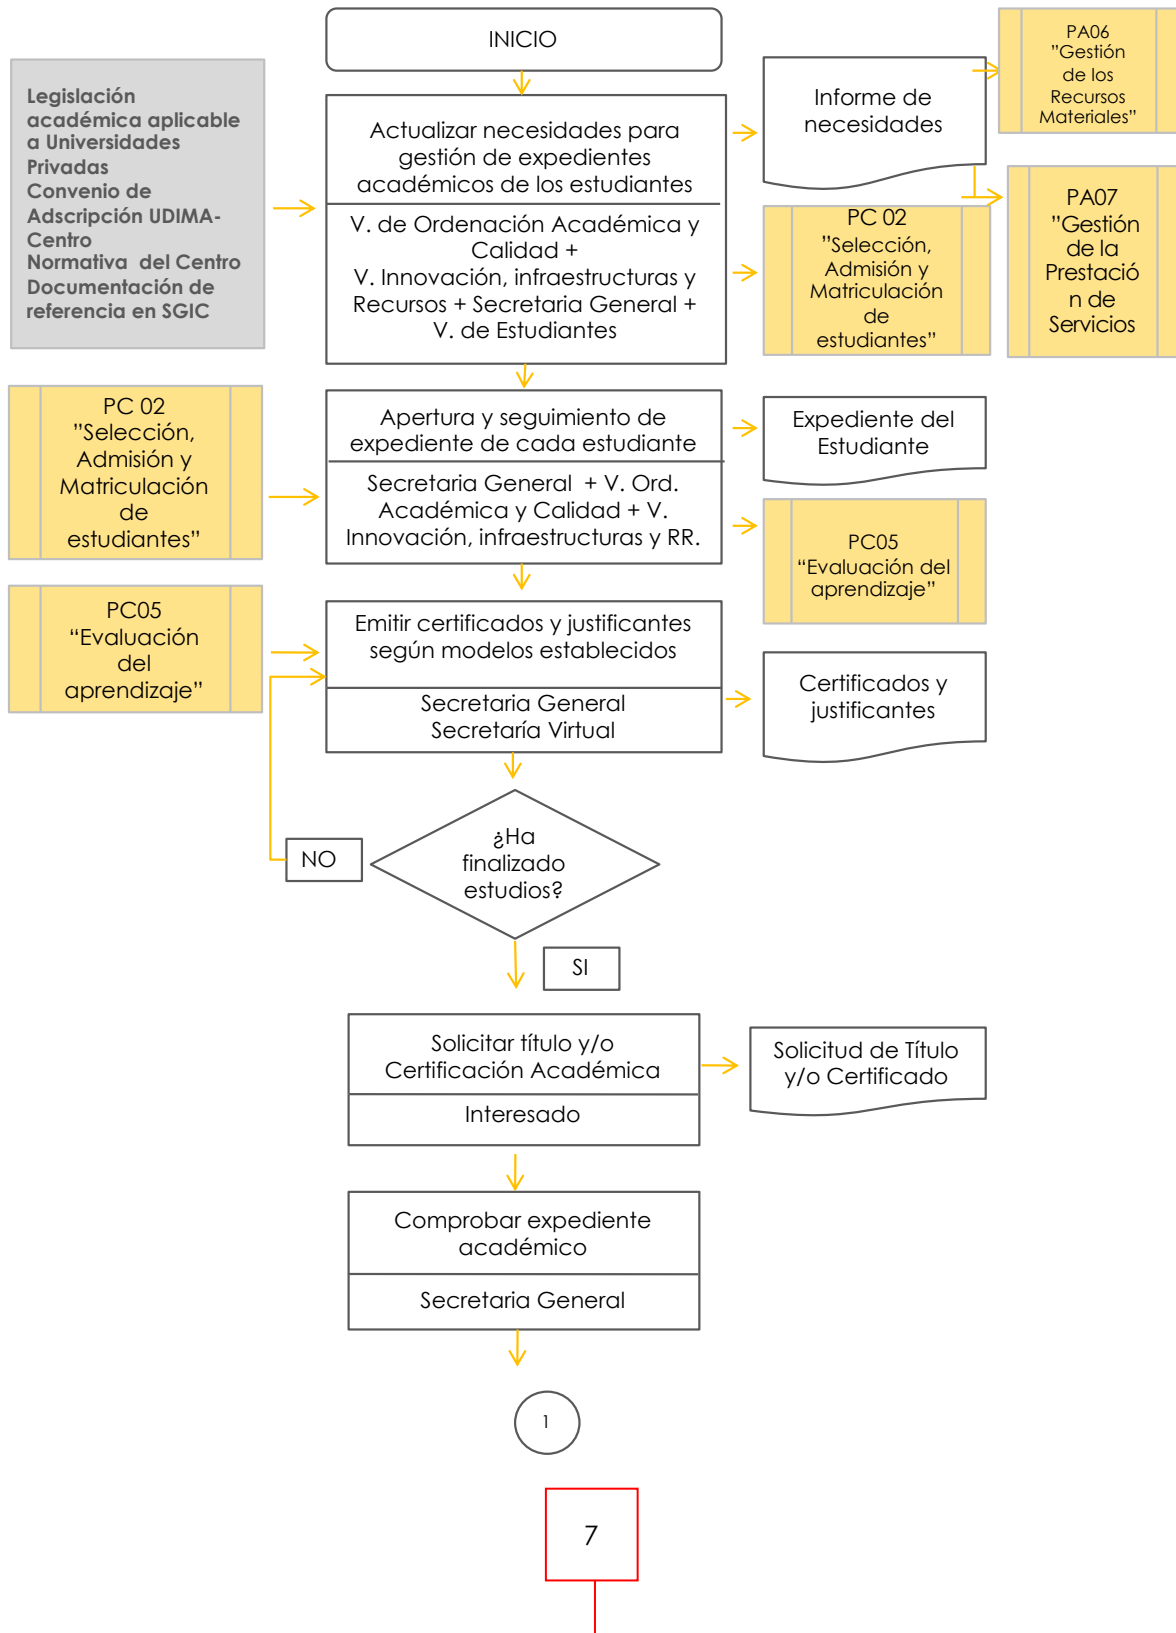 INICIO
Legislación
académica aplicable
a Universidades
Privadas
Convenio de
Adscripción UDIMA-
Centro
Normativa del Centro
Documentación de
referencia en SGIC
Actualizar necesidades para
gestión de expedientes
académicos de los estudiantes
V. de Ordenación Académica y
Calidad +
V. Innovación, infraestructuras y
Recursos + Secretaria General +
V. de Estudiantes
Informe de
necesidades
PA06
”Gestión
de los
Recursos
Materiales”
PC 02
”Selección,
Admisión y
Matriculación
de
estudiantes”
PA07
”Gestión
de la
Prestació
n de
Servicios
PC 02
”Selección,
Admisión y
Matriculación
de
estudiantes”
Apertura y seguimiento de
expediente de cada estudiante
Secretaria General + V. Ord.
Académica y Calidad + V.
Innovación, infraestructuras y RR.
Expediente del
Estudiante
PC05
“Evaluación del
aprendizaje”
PC05
“Evaluación
del
aprendizaje”
Emitir certificados y justificantes
según modelos establecidos
Secretaria General
Secretaría Virtual
Certificados y
justificantes
¿Ha
finalizado
estudios?
NO
SI
Solicitar título y/o
Certificación Académica
Interesado
Solicitud de Título
y/o Certificado
Comprobar expediente
académico
Secretaria General
1
7